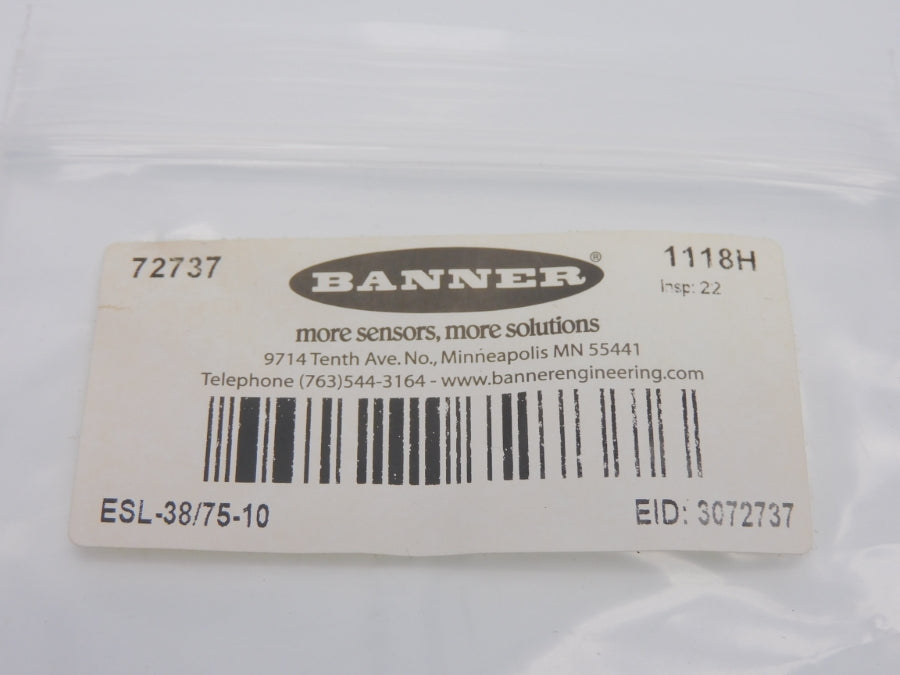 72737
BANNER®
1118H
Insp: 22
more sensors, more solutions
9714 Tenth Ave. No., Minneapolis MN 55441
Telephone (763)544-3164 - www.bannerengineering.com
ESL-38/75-10
EID: 3072737